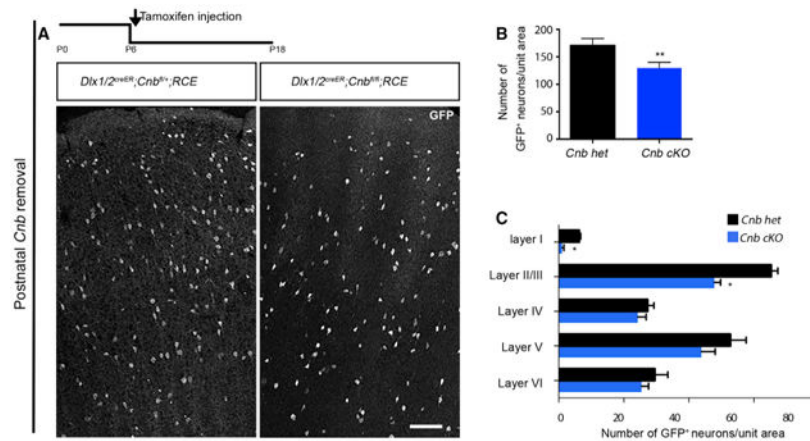 Tamoxifen injection
A
P0
P6
P18
Postnatal Cnb removal
Dlx1/2creER;Cnbfl/+;RCE
Dlx1/2creER;Cnbfl/fl;RCE
GFP
B
Number of
GFP+ neurons/unit area
200
150
100
50
0
**
Cnb het
Cnb cKO
C
Cnb het
Cnb cKO
layer I
*
Layer II/III
*
Layer IV
Layer V
Layer VI
0
20
40
60
80
Number of GFP+ neurons/unit area